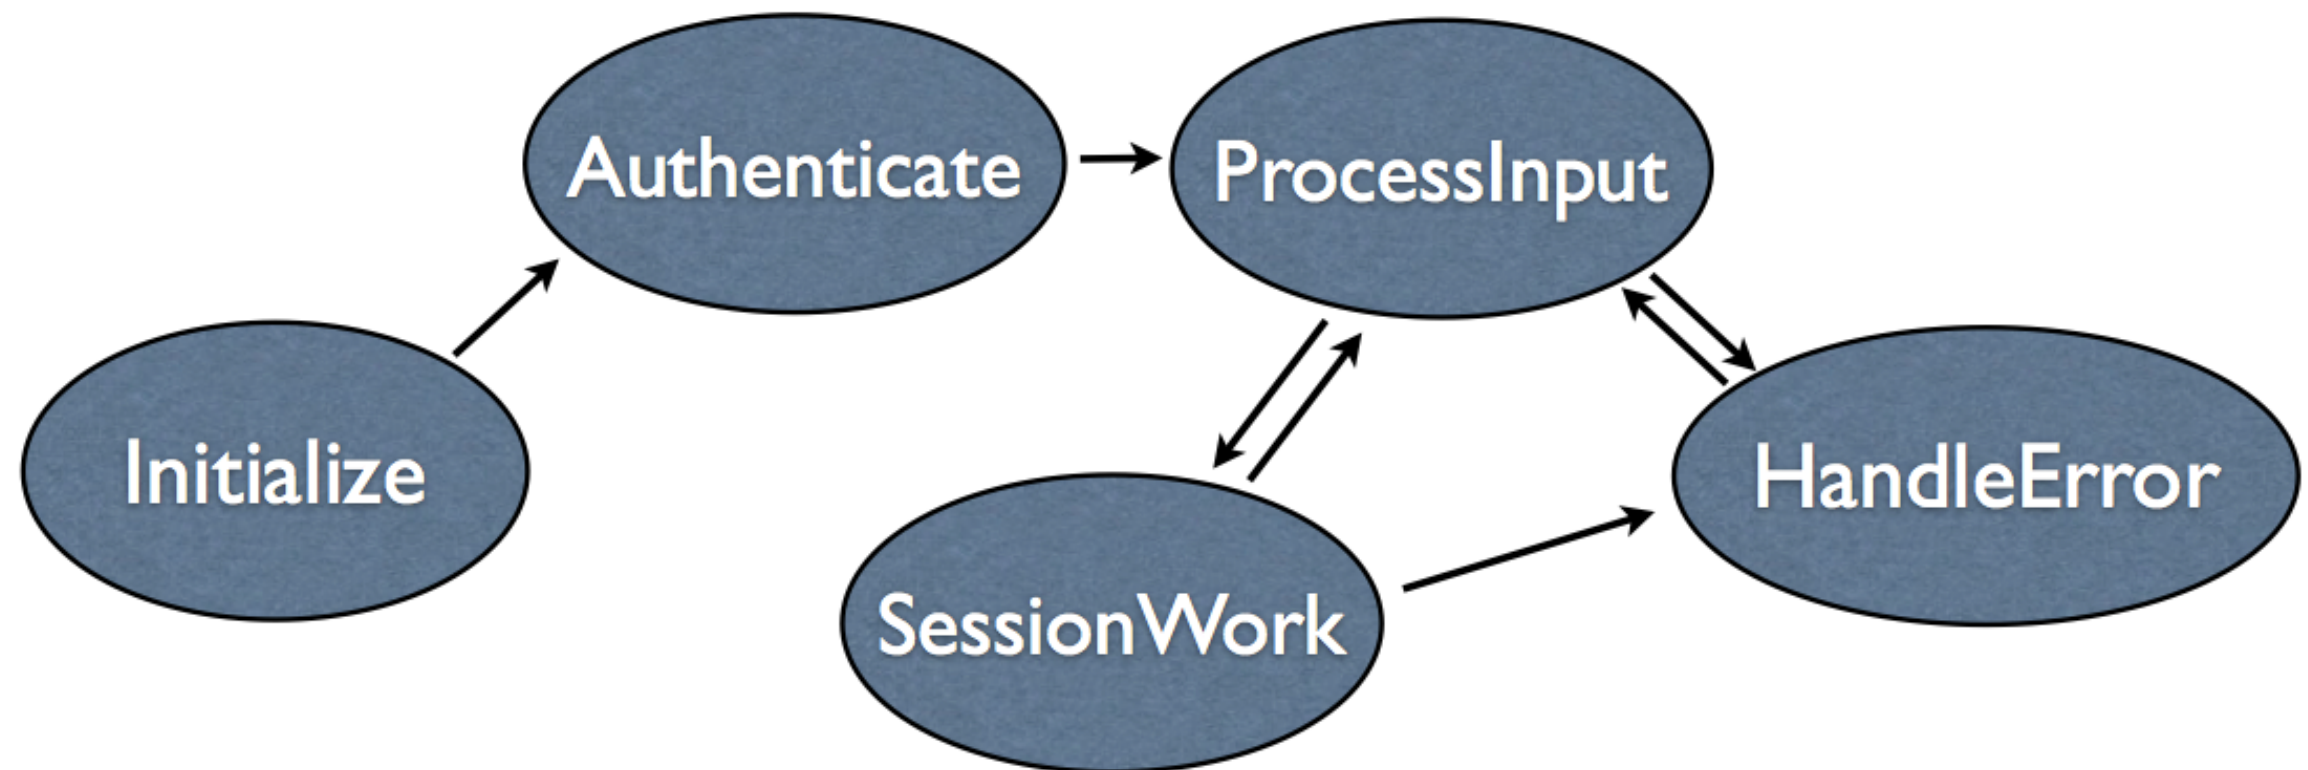 Authenticate
ProcessInput
Initialize
HandleError
SessionWork